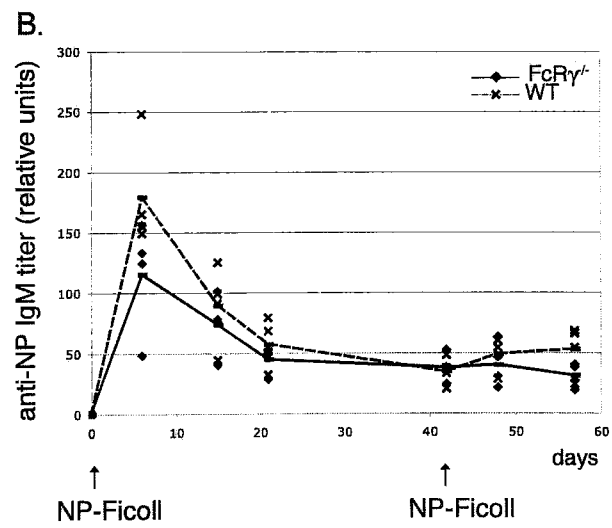 B.
anti-NP IgM titer (relative units)
300
250
200
150
100
50
0
FcRγ-/-
WT
0 10 20 30 40 50 60
days
NP-Ficoll NP-Ficoll